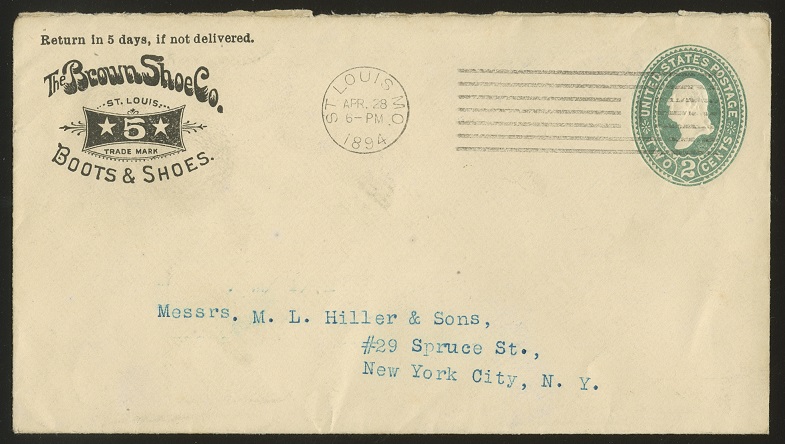 Return in 5 days, if not delivered.
The Brown Shoe Co.
ST. LOUIS.
★ 5 ★
TRADE MARK
BOOTS & SHOES.
ST. LOUIS MO.
APR. 28
6-PM
1894
UNITED STATES POSTAGE
TWO 2 CENTS
Messrs. M. L. Hiller & Sons,
#29 Spruce St.,
New York City, N. Y.